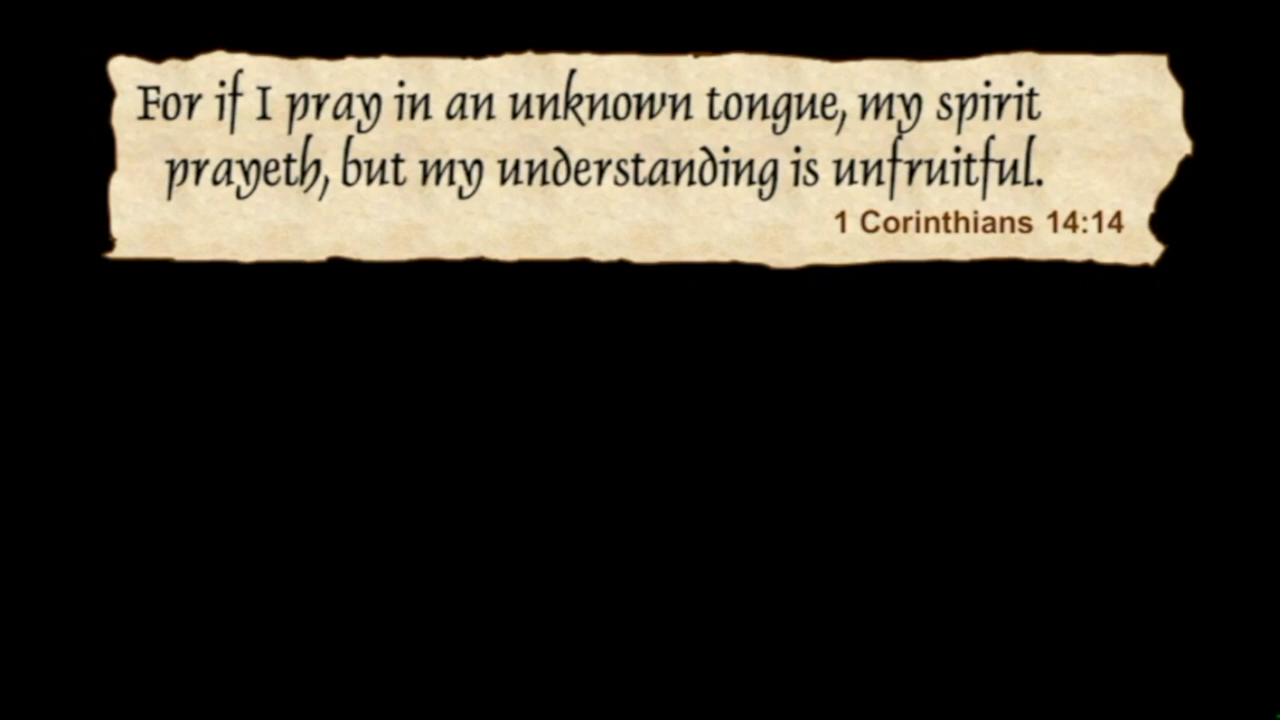 For if I pray in an unknown tongue, my spirit
prayeth, but my understanding is unfruitful.
1 Corinthians 14:14